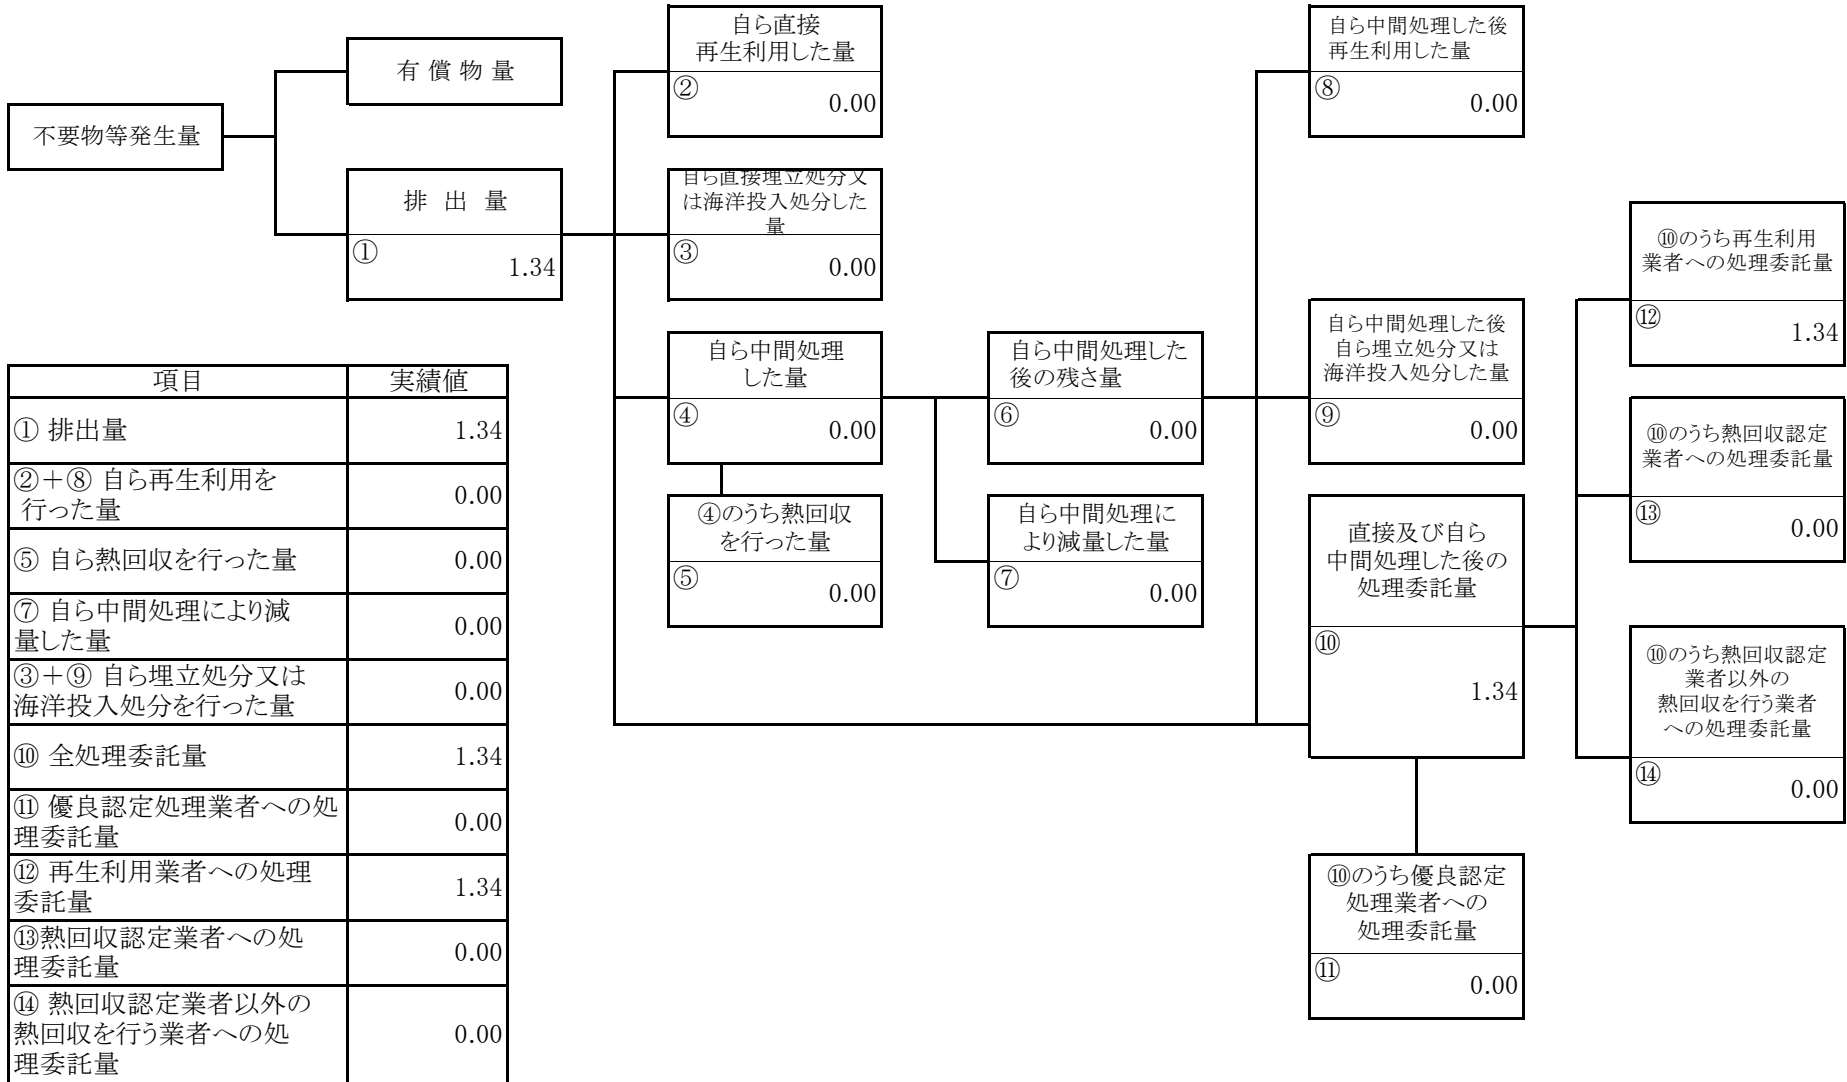 不要物等発生量
有 償 物 量
排 出 量
①
1.34
自ら直接
再生利用した量
②
0.00
自ら直接埋立処分又
は海洋投入処分した
量
③
0.00
自ら中間処理
した量
④
0.00
④のうち熱回収
を行った量
⑤
0.00
自ら中間処理した
後の残さ量
⑥
0.00
自ら中間処理に
より減量した量
⑦
0.00
自ら中間処理した後
再生利用した量
⑧
0.00
自ら中間処理した後
自ら埋立処分又は
海洋投入処分した量
⑨
0.00
直接及び自ら
中間処理した後の
処理委託量
⑩
1.34
⑩のうち優良認定
処理業者への
処理委託量
⑪
0.00
⑩のうち再生利用
業者への処理委託量
⑫
1.34
⑩のうち熱回収認定
業者への処理委託量
⑬
0.00
⑩のうち熱回収認定
業者以外の
熱回収を行う業者
への処理委託量
⑭
0.00
項目 実績値
① 排出量 1.34
②＋⑧ 自ら再生利用を
行った量 0.00
⑤ 自ら熱回収を行った量 0.00
⑦ 自ら中間処理により減
量した量 0.00
③＋⑨ 自ら埋立処分又は
海洋投入処分を行った量 0.00
⑩ 全処理委託量 1.34
⑪ 優良認定処理業者への処
理委託量 0.00
⑫ 再生利用業者への処理
委託量 1.34
⑬熱回収認定業者への処
理委託量 0.00
⑭ 熱回収認定業者以外の
熱回収を行う業者への処
理委託量 0.00